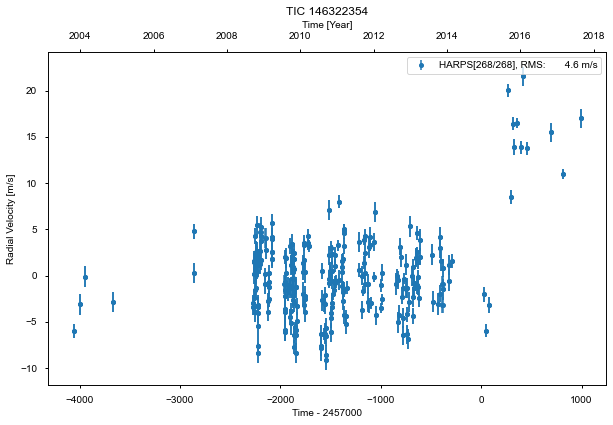 TIC 146322354
Time [Year]
2004 2006 2008 2010 2012 2014 2016 2018
HARPS[268/268], RMS: 4.6 m/s
20
15
10
5
0
−5
−10
Radial Velocity [m/s]
−4000 −3000 −2000 −1000 0 1000
Time - 2457000